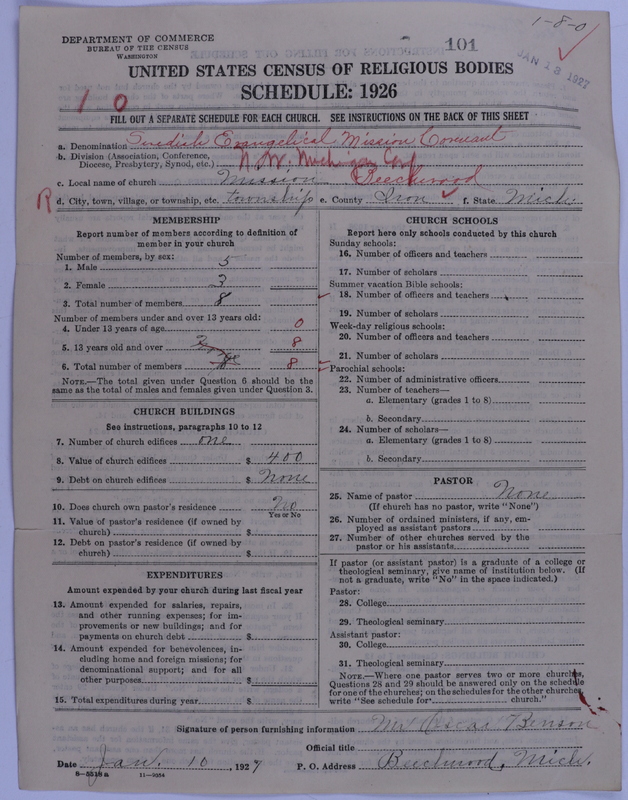 1-8-0
DEPARTMENT OF COMMERCE
BUREAU OF THE CENSUS
WASHINGTON
101
JAN 13 1927
UNITED STATES CENSUS OF RELIGIOUS BODIES
SCHEDULE: 1926
1 0
FILL OUT A SEPARATE SCHEDULE FOR EACH CHURCH. SEE INSTRUCTIONS ON THE BACK OF THIS SHEET
a. Denomination Swedish Evangelical Mission Covenant
b. Division (Association, Conference, Diocese, Presbytery, Synod, etc.) N. W. Michigan Conf
c. Local name of church Mission Beechwood
R d. City, town, village, or township, etc. township e. County Iron f. State Mich.
MEMBERSHIP
Report number of members according to definition of
member in your church
Number of members, by sex:
1. Male 5
2. Female 3
3. Total number of members 8
Number of members under and over 13 years old:
4. Under 13 years of age 0
5. 13 years old and over 8
6. Total number of members 8
NOTE.—The total given under Question 6 should be the
same as the total of males and females given under Question 3.
CHURCH BUILDINGS
See instructions, paragraphs 10 to 12
7. Number of church edifices one
8. Value of church edifices $ 400
9. Debt on church edifices $ None
10. Does church own pastor's residence No
Yes or No
11. Value of pastor's residence (if owned by
church) $
12. Debt on pastor's residence (if owned by
church) $
EXPENDITURES
Amount expended by your church during last fiscal year
13. Amount expended for salaries, repairs,
and other running expenses; for im-
provements or new buildings; and for
payments on church debt $
14. Amount expended for benevolences, in-
cluding home and foreign missions; for
denominational support; and for all
other purposes $
15. Total expenditures during year $
CHURCH SCHOOLS
Report here only schools conducted by this church
Sunday schools:
16. Number of officers and teachers
17. Number of scholars
Summer vacation Bible schools:
18. Number of officers and teachers
19. Number of scholars
Week-day religious schools:
20. Number of officers and teachers
21. Number of scholars
Parochial schools:
22. Number of administrative officers
23. Number of teachers—
a. Elementary (grades 1 to 8)
b. Secondary
24. Number of scholars—
a. Elementary (grades 1 to 8)
b. Secondary
PASTOR
25. Name of pastor None
(If church has no pastor, write "None")
26. Number of ordained ministers, if any, em-
ployed as assistant pastors
27. Number of other churches served by the
pastor or his assistants
If pastor (or assistant pastor) is a graduate of a college or
theological seminary, give name of institution below. (If
not a graduate, write "No" in the space indicated.)
Pastor:
28. College
29. Theological seminary
Assistant pastor:
30. College
31. Theological seminary
NOTE.—Where one pastor serves two or more churches,
Questions 28 and 29 should be answered only on the schedule
for one of the churches; on the schedules for the other churches,
write "See schedule for church."
Signature of person furnishing information Mr Oscar Benson
Official title
Date Jan. 10, 1927 P. O. Address Beechwood, Mich.
8-5518a 11-9354